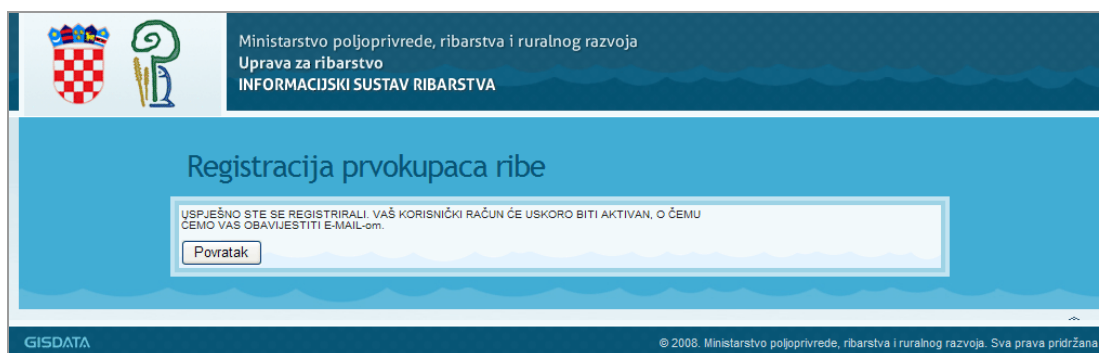 Ministarstvo poljoprivrede, ribarstva i ruralnog razvoja
Uprava za ribarstvo
INFORMACIJSKI SUSTAV RIBARSTVA
Registracija prvokupaca ribe
USPJEŠNO STE SE REGISTRIRALI. VAŠ KORISNIČKI RAČUN ĆE USKORO BITI AKTIVAN, O ČEMU
ĆEMO VAS OBAVIJESTITI E-MAIL-om.
Povratak
GISDATA
© 2008. Ministarstvo poljoprivrede, ribarstva i ruralnog razvoja. Sva prava pridržana